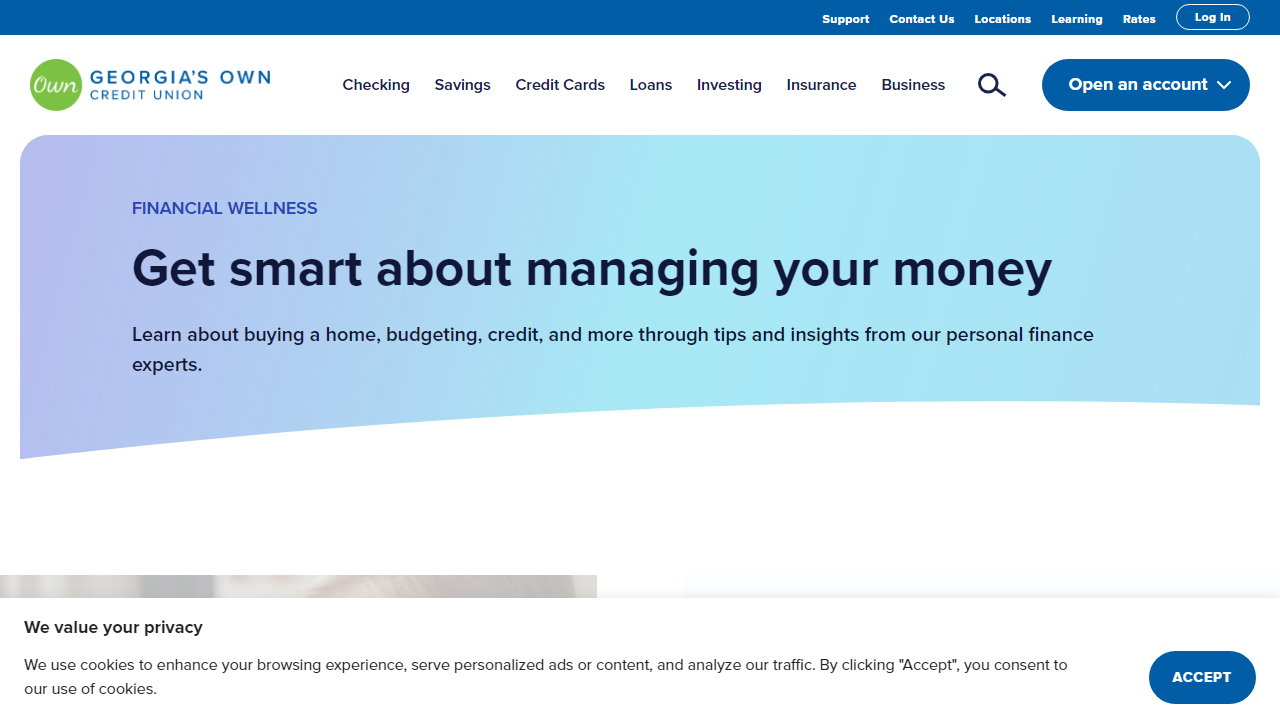 Support Contact Us Locations Learning Rates Log In
Own GEORGIA'S OWN
CREDIT UNION
Checking Savings Credit Cards Loans Investing Insurance Business Open an account
FINANCIAL WELLNESS
Get smart about managing your money
Learn about buying a home, budgeting, credit, and more through tips and insights from our personal finance
experts.
We value your privacy
We use cookies to enhance your browsing experience, serve personalized ads or content, and analyze our traffic. By clicking "Accept", you consent to
our use of cookies.
ACCEPT